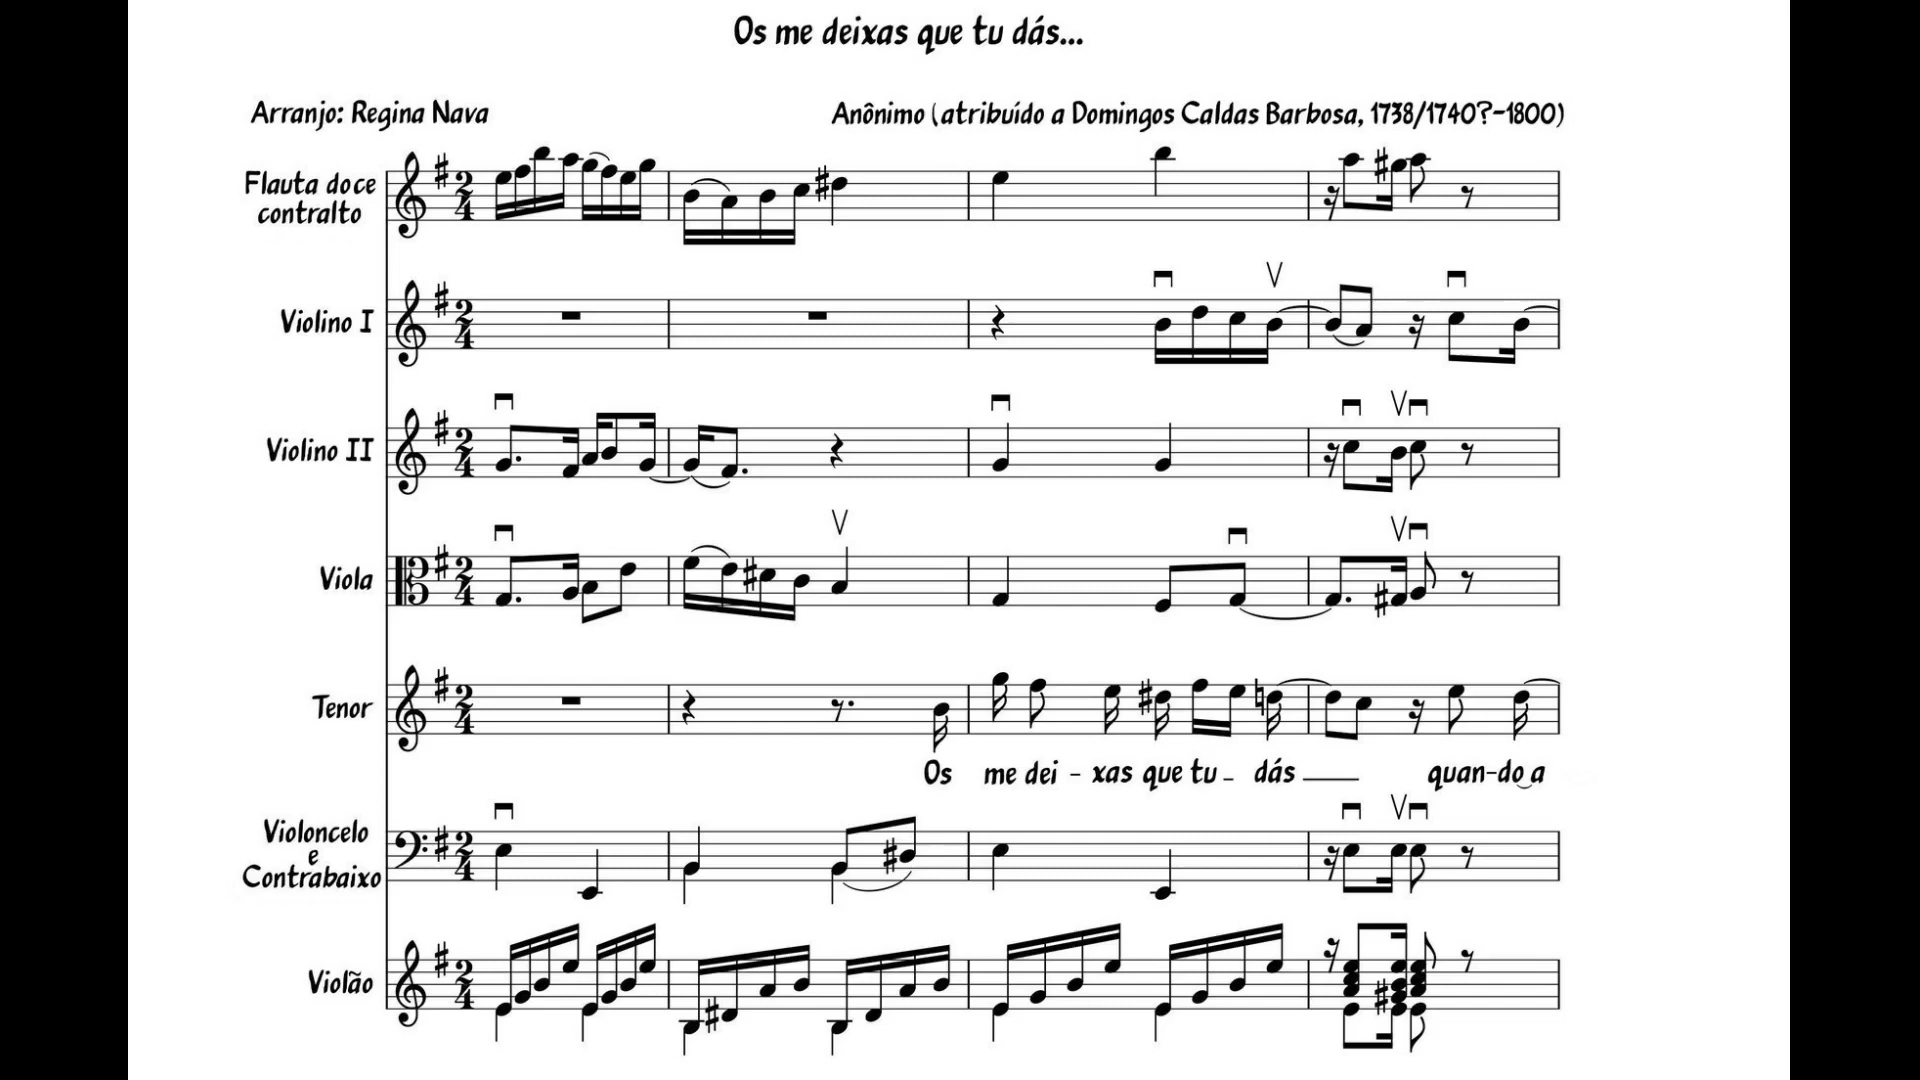 Os me deixas que tu dás...
Arranjo: Regina Nava
Anônimo (atribuído a Domingos Caldas Barbosa, 1738/1740?-1800)
Flauta doce
contralto
Violino I
Violino II
Viola
Tenor
Os me dei - xas que tu - dás quan-do a
Violoncelo
e
Contrabaixo
Violão